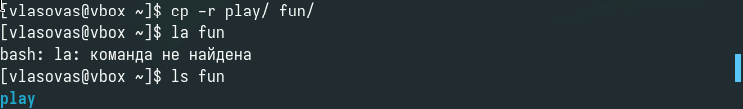 [vlasovas@vbox ~]$ cp -r play/ fun/
[vlasovas@vbox ~]$ la fun
bash: la: команда не найдена
[vlasovas@vbox ~]$ ls fun
play